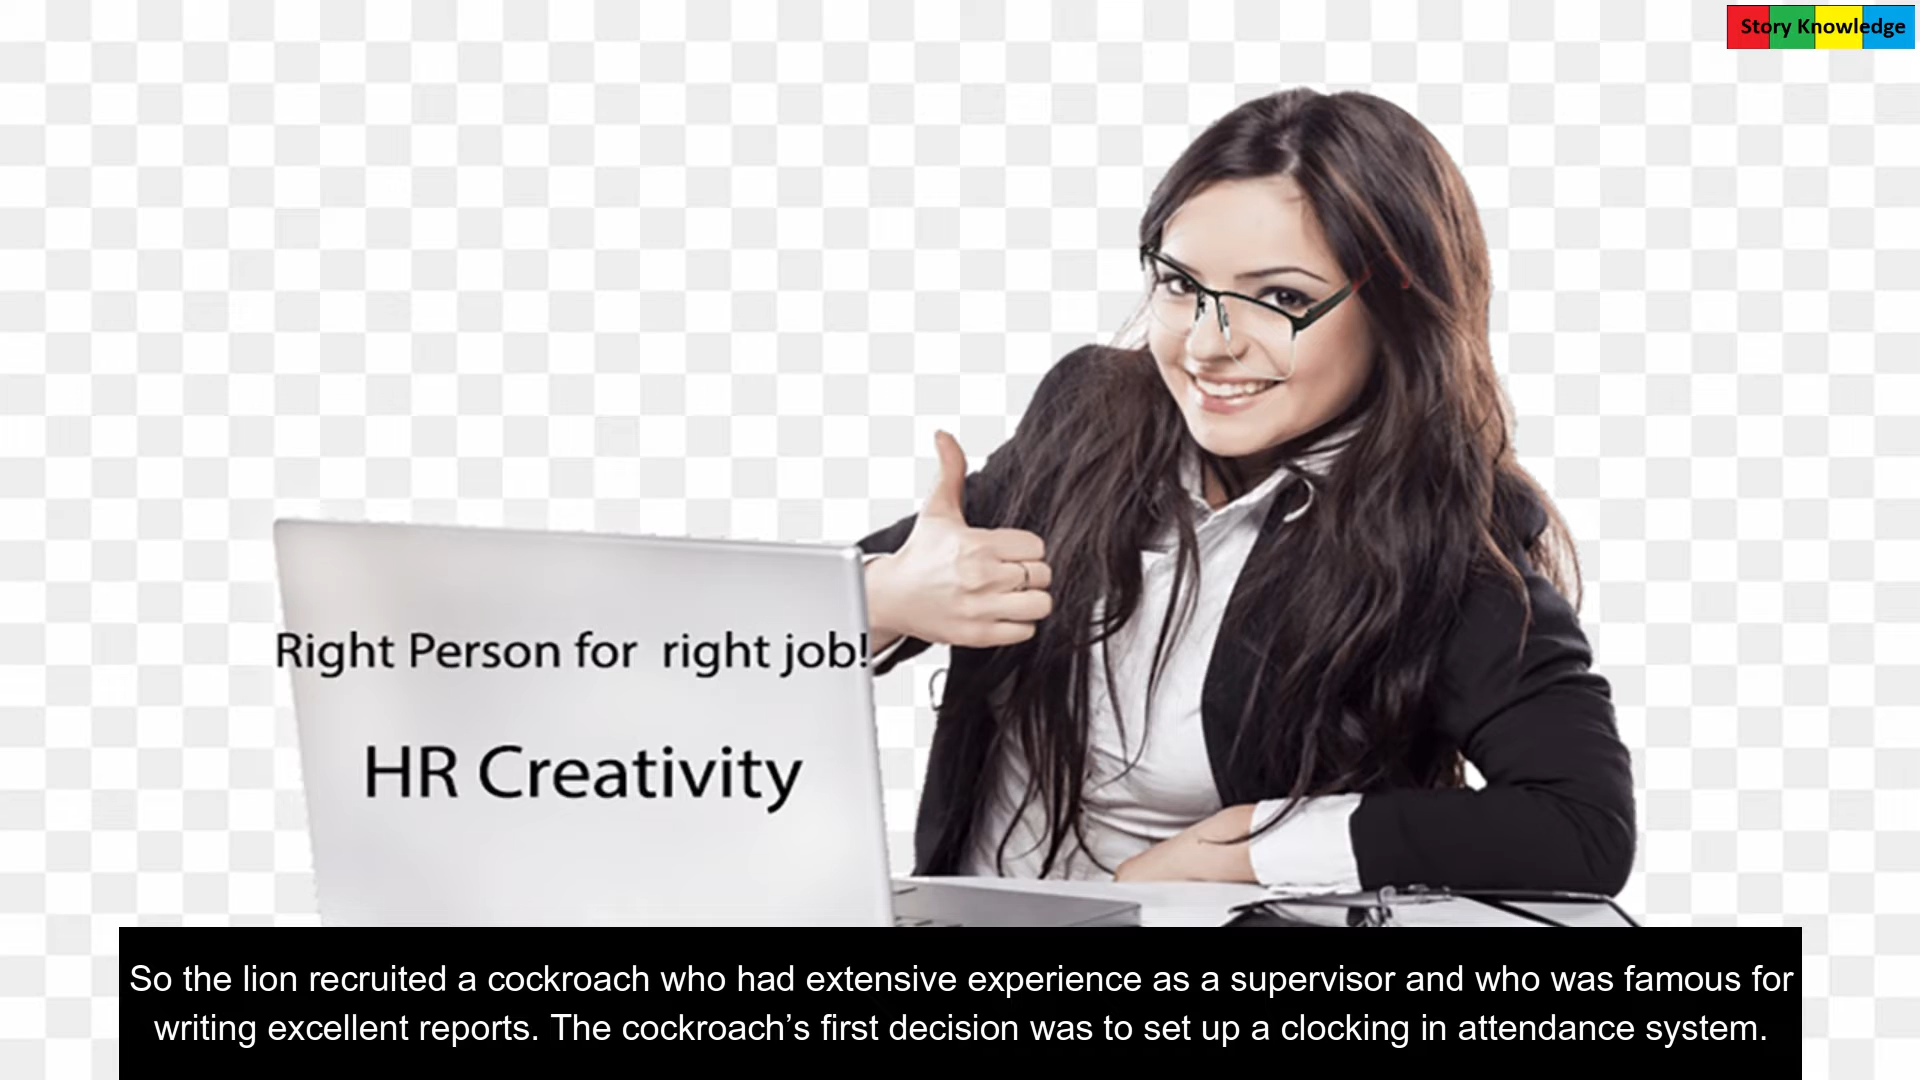 Story Knowledge
Right Person for right job!
HR Creativity
So the lion recruited a cockroach who had extensive experience as a supervisor and who was famous for
writing excellent reports. The cockroach’s first decision was to set up a clocking in attendance system.